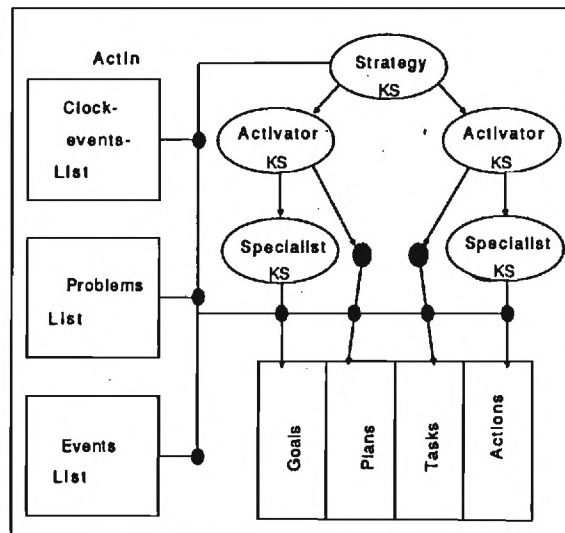 ActIn
Strategy
KS
Clock-
events-
List
Activator
KS
Activator
KS
Specialist
KS
Specialist
KS
Problems
List
Events
List
Goals
Plans
Tasks
Actions